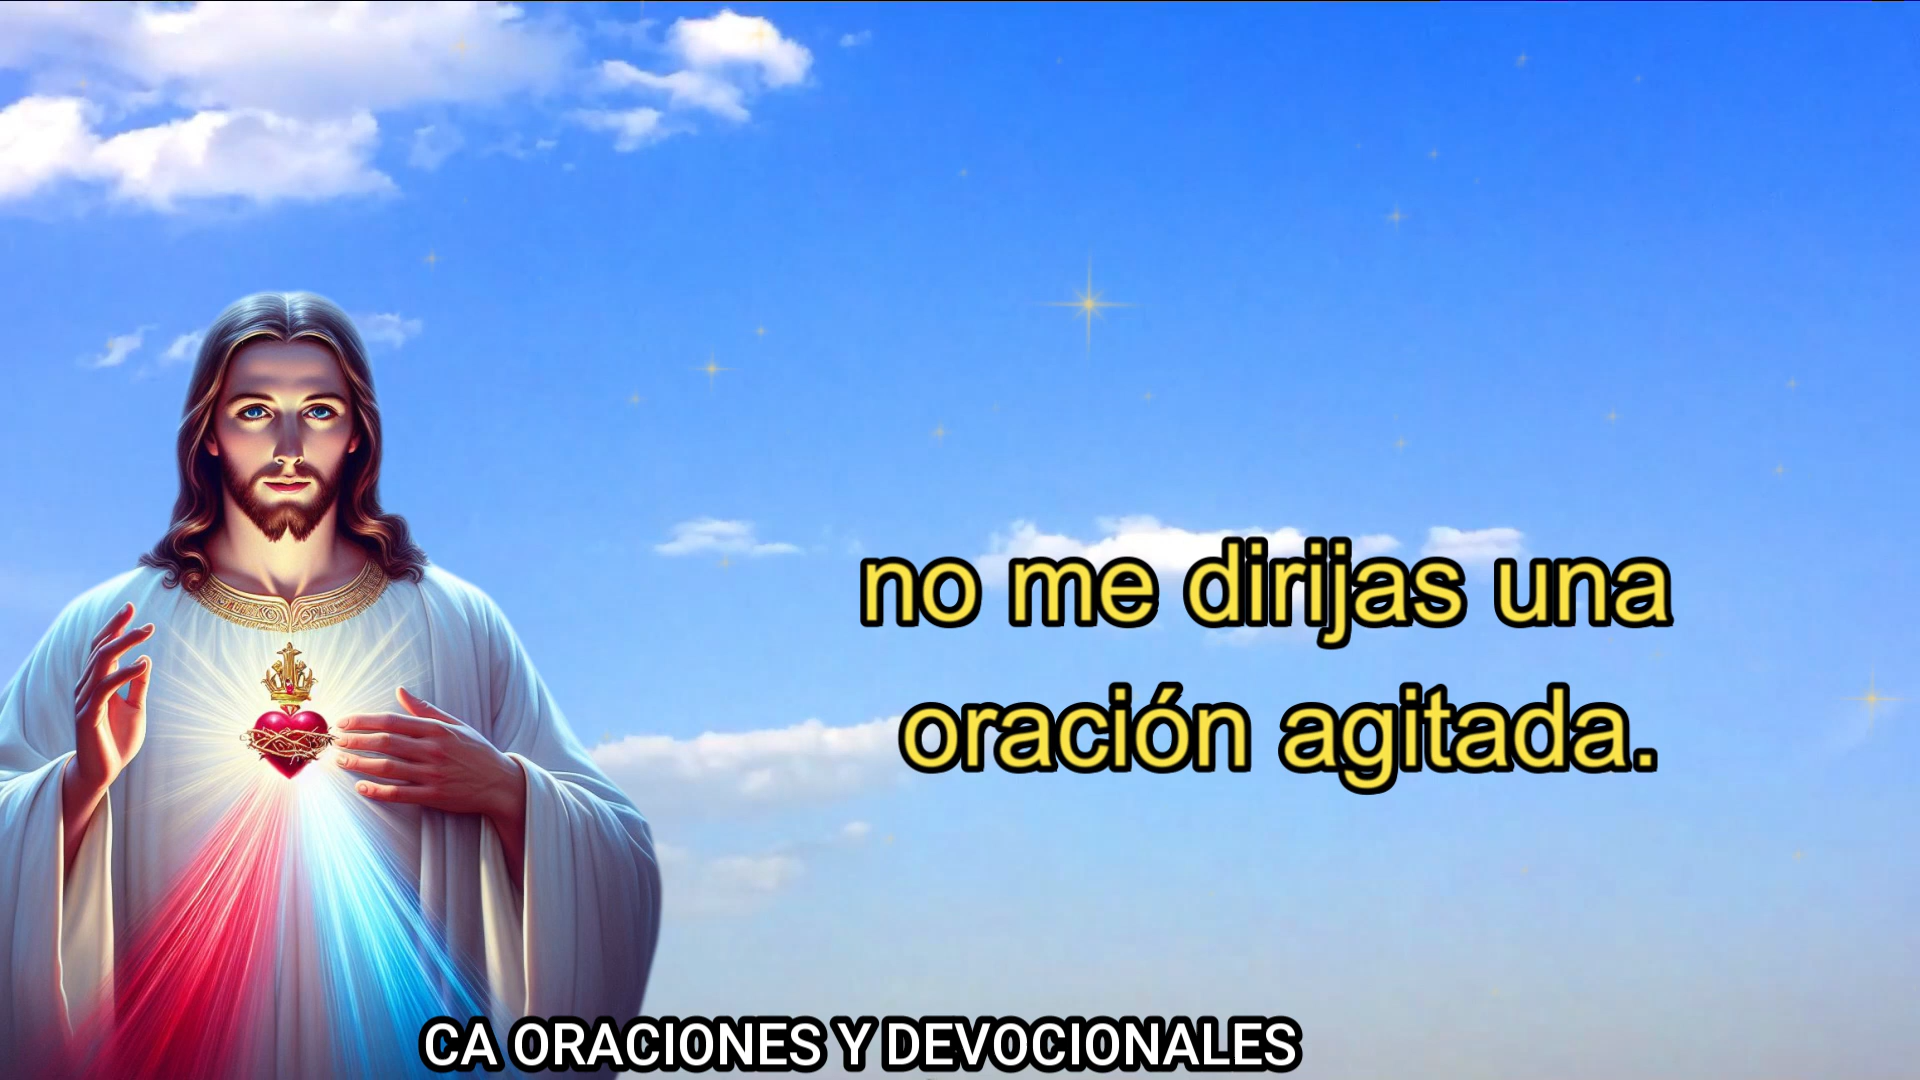 no me dirijas una
oración agitada.
CA ORACIONES Y DEVOCIONALES